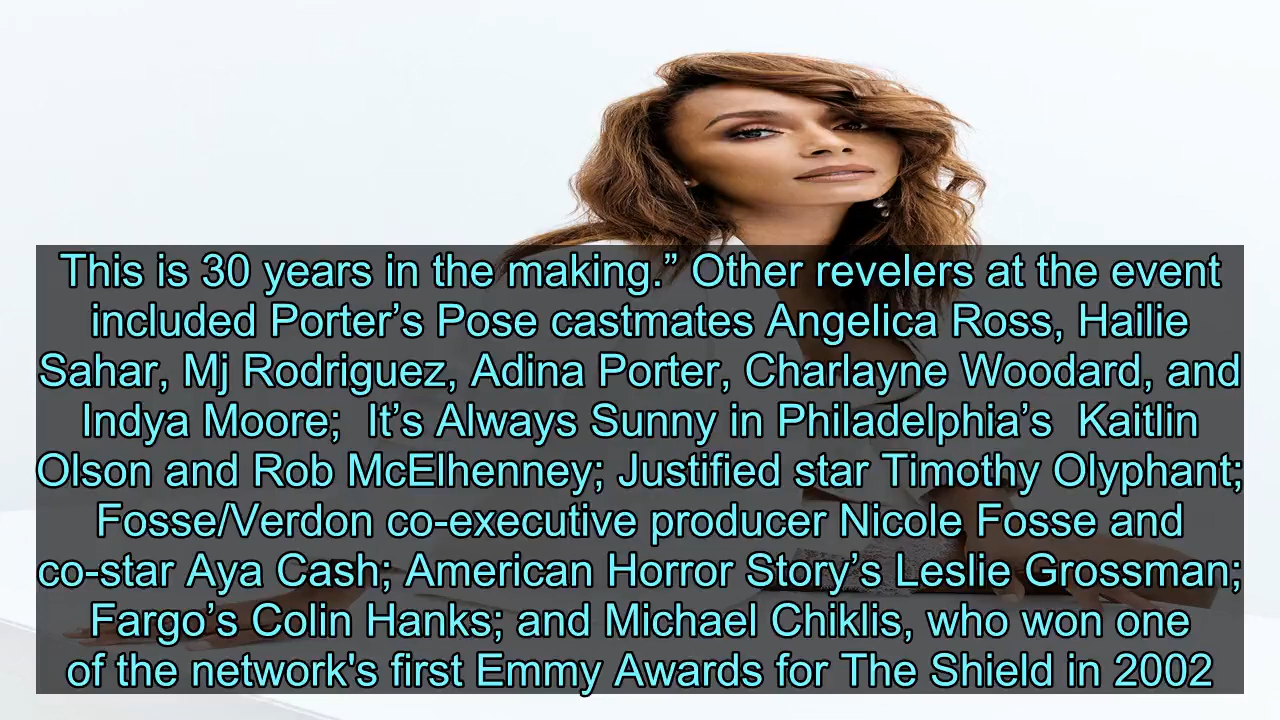 This is 30 years in the making.” Other revelers at the event
included Porter’s Pose castmates Angelica Ross, Hailie
Sahar, Mj Rodriguez, Adina Porter, Charlayne Woodard, and
Indya Moore;  It’s Always Sunny in Philadelphia’s  Kaitlin
Olson and Rob McElhenney; Justified star Timothy Olyphant;
Fosse/Verdon co-executive producer Nicole Fosse and
co-star Aya Cash; American Horror Story’s Leslie Grossman;
Fargo’s Colin Hanks; and Michael Chiklis, who won one
of the network's first Emmy Awards for The Shield in 2002